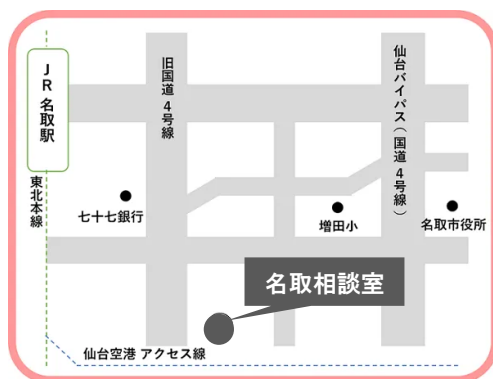 JR名取駅
旧国道4号線
仙台バイパス(国道4号線)
東北本線
七十七銀行
増田小
名取市役所
名取相談室
仙台空港 アクセス線